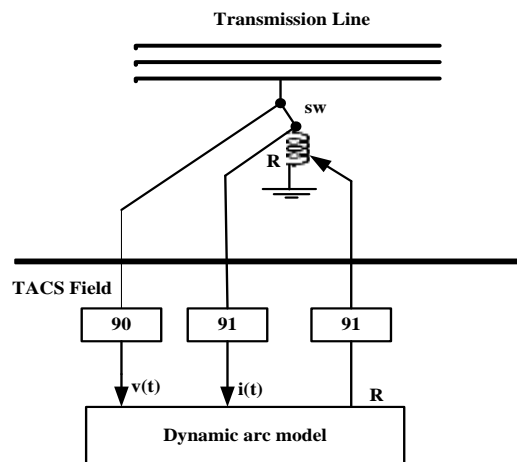 Transmission Line
sw
R
TACS Field
90
91
91
v(t)
i(t)
R
Dynamic arc model